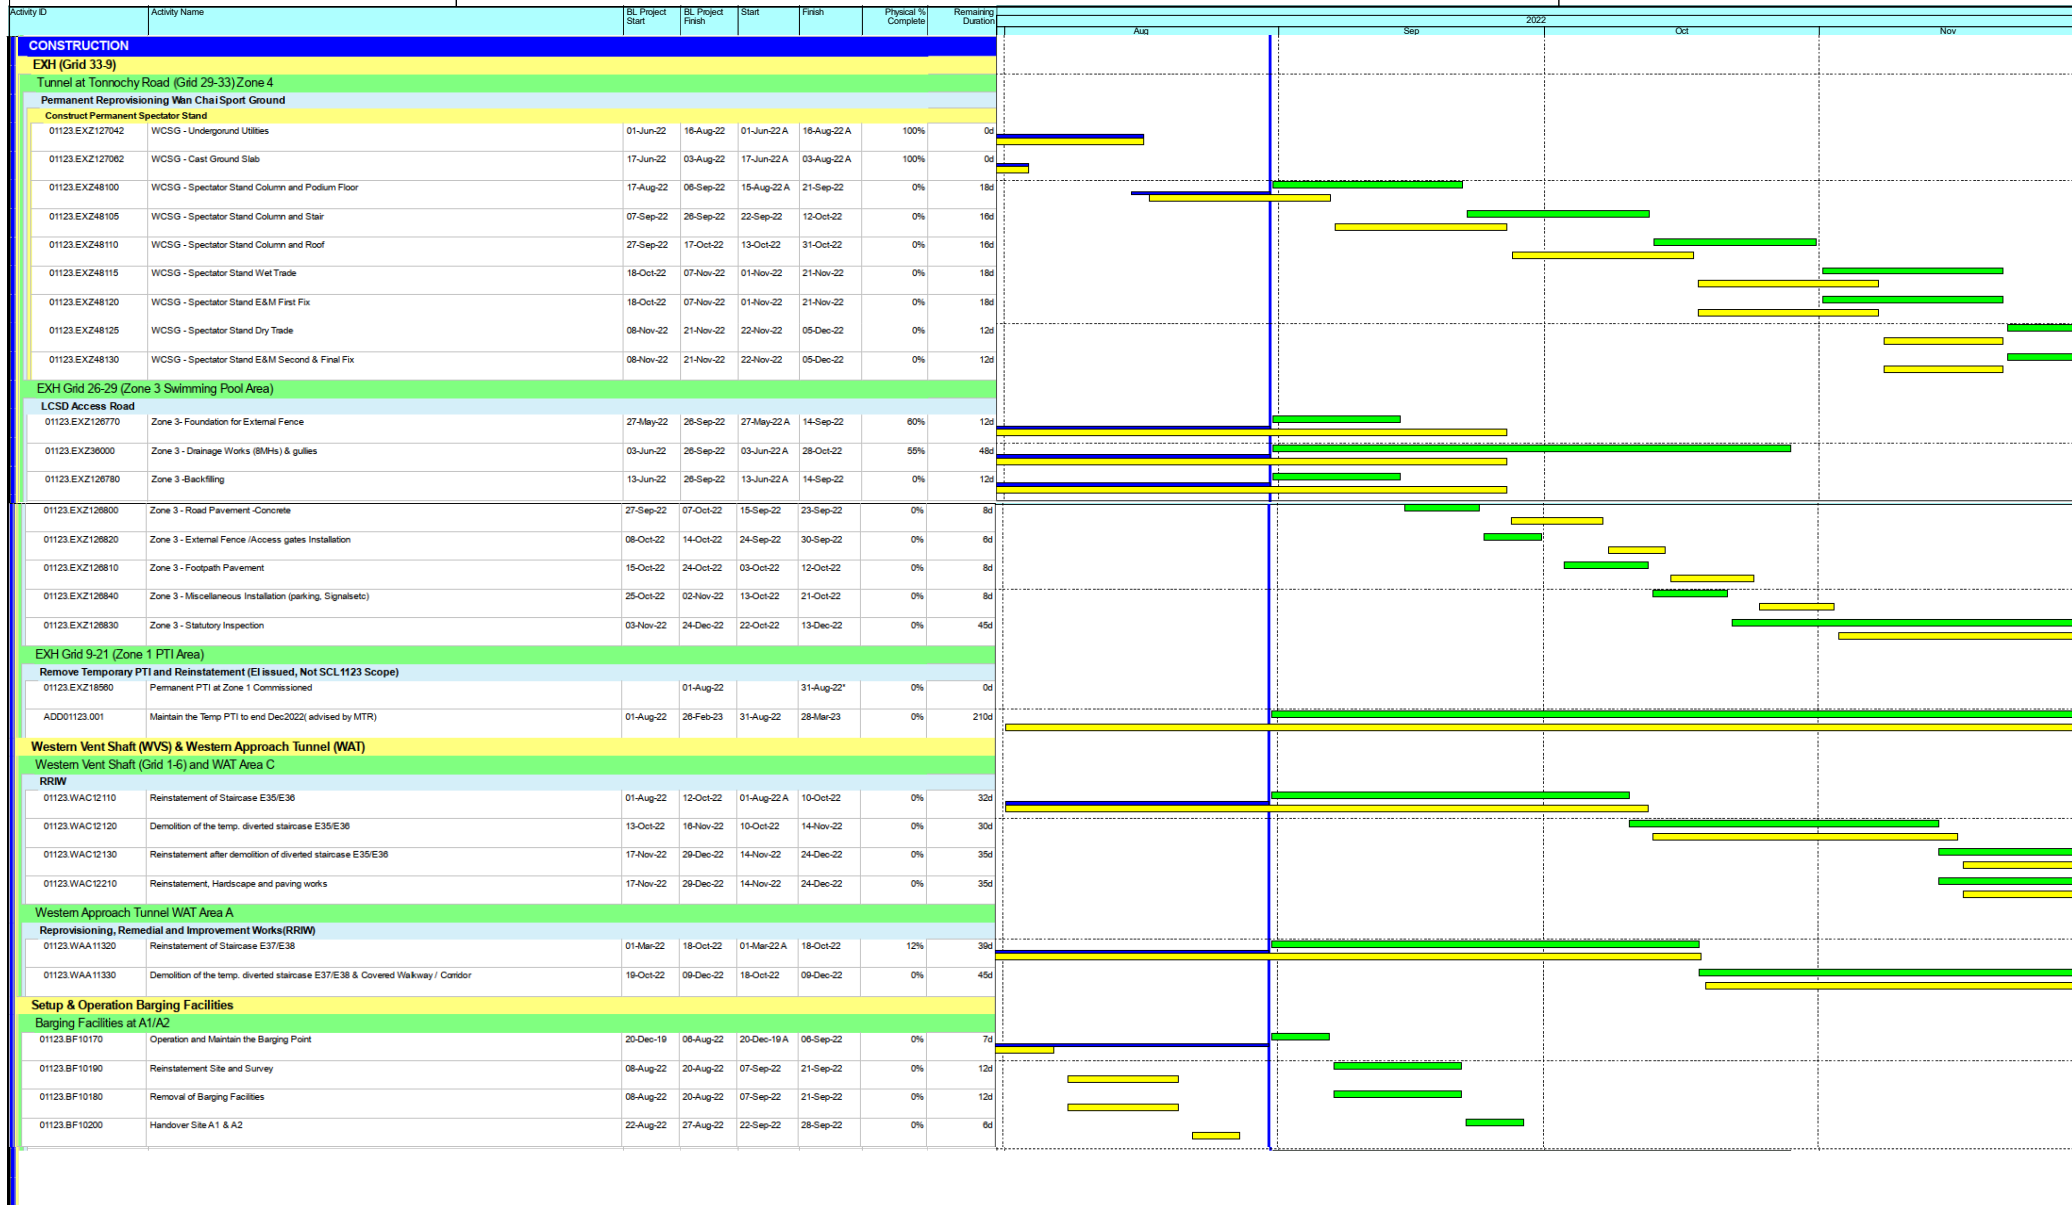 Activity ID Activity Name BL Project Start BL Project Finish Start Finish Physical % Complete Remaining Duration
2022
Aug Sep Oct Nov
CONSTRUCTION
EXH (Grid 33-9)
Tunnel at Tonnochy Road (Grid 29-33) Zone 4
Permanent Reprovisioning Wan Chai Sport Ground
Construct Permanent Spectator Stand
01123.EXZ127042 WCSG - Undergorund Utilities 01-Jun-22 16-Aug-22 01-Jun-22 A 16-Aug-22 A 100% 0d
01123.EXZ127062 WCSG - Cast Ground Slab 17-Jun-22 03-Aug-22 17-Jun-22 A 03-Aug-22 A 100% 0d
01123.EXZ48100 WCSG - Spectator Stand Column and Podium Floor 17-Aug-22 06-Sep-22 15-Aug-22 A 21-Sep-22 0% 18d
01123.EXZ48105 WCSG - Spectator Stand Column and Stair 07-Sep-22 26-Sep-22 22-Sep-22 12-Oct-22 0% 16d
01123.EXZ48110 WCSG - Spectator Stand Column and Roof 27-Sep-22 17-Oct-22 13-Oct-22 31-Oct-22 0% 16d
01123.EXZ48115 WCSG - Spectator Stand Wet Trade 18-Oct-22 07-Nov-22 01-Nov-22 21-Nov-22 0% 18d
01123.EXZ48120 WCSG - Spectator Stand E&M First Fix 18-Oct-22 07-Nov-22 01-Nov-22 21-Nov-22 0% 18d
01123.EXZ48125 WCSG - Spectator Stand Dry Trade 08-Nov-22 21-Nov-22 22-Nov-22 05-Dec-22 0% 12d
01123.EXZ48130 WCSG - Spectator Stand E&M Second & Final Fix 08-Nov-22 21-Nov-22 22-Nov-22 05-Dec-22 0% 12d
EXH Grid 26-29 (Zone 3 Swimming Pool Area)
LCSD Access Road
01123.EXZ126770 Zone 3- Foundation for External Fence 27-May-22 26-Sep-22 27-May-22 A 14-Sep-22 60% 12d
01123.EXZ36000 Zone 3 - Drainage Works (8MHs) & gullies 03-Jun-22 26-Sep-22 03-Jun-22 A 28-Oct-22 55% 48d
01123.EXZ126780 Zone 3 -Backfilling 13-Jun-22 26-Sep-22 13-Jun-22 A 14-Sep-22 0% 12d
01123.EXZ126800 Zone 3 - Road Pavement -Concrete 27-Sep-22 07-Oct-22 15-Sep-22 23-Sep-22 0% 8d
01123.EXZ126820 Zone 3 - External Fence /Access gates Installation 08-Oct-22 14-Oct-22 24-Sep-22 30-Sep-22 0% 6d
01123.EXZ126810 Zone 3 - Footpath Pavement 15-Oct-22 24-Oct-22 03-Oct-22 12-Oct-22 0% 8d
01123.EXZ126840 Zone 3 - Miscellaneous Installation (parking, Signalsetc) 25-Oct-22 02-Nov-22 13-Oct-22 21-Oct-22 0% 8d
01123.EXZ126830 Zone 3 - Statutory Inspection 03-Nov-22 24-Dec-22 22-Oct-22 13-Dec-22 0% 45d
EXH Grid 9-21 (Zone 1 PTI Area)
Remove Temporary PTI and Reinstatement (EI issued, Not SCL1123 Scope)
01123.EXZ18560 Permanent PTI at Zone 1 Commissioned 01-Aug-22 31-Aug-22* 0% 0d
ADD01123.001 Maintain the Temp PTI to end Dec2022( advised by MTR) 01-Aug-22 26-Feb-23 31-Aug-22 28-Mar-23 0% 210d
Western Vent Shaft (WVS) & Western Approach Tunnel (WAT)
Western Vent Shaft (Grid 1-6) and WAT Area C
RRIW
01123.WAC12110 Reinstatement of Staircase E35/E36 01-Aug-22 12-Oct-22 01-Aug-22 A 10-Oct-22 0% 32d
01123.WAC12120 Demolition of the temp. diverted staircase E35/E36 13-Oct-22 16-Nov-22 10-Oct-22 14-Nov-22 0% 30d
01123.WAC12130 Reinstatement after demolition of diverted staircase E35/E36 17-Nov-22 29-Dec-22 14-Nov-22 24-Dec-22 0% 35d
01123.WAC12210 Reinstatement, Hardscape and paving works 17-Nov-22 29-Dec-22 14-Nov-22 24-Dec-22 0% 35d
Western Approach Tunnel WAT Area A
Reprovisioning, Remedial and Improvement Works(RRIW)
01123.WAA11320 Reinstatement of Staircase E37/E38 01-Mar-22 18-Oct-22 01-Mar-22 A 18-Oct-22 12% 39d
01123.WAA11330 Demolition of the temp. diverted staircase E37/E38 & Covered Walkway / Corridor 19-Oct-22 09-Dec-22 18-Oct-22 09-Dec-22 0% 45d
Setup & Operation Barging Facilities
Barging Facilities at A1/A2
01123.BF10170 Operation and Maintain the Barging Point 20-Dec-19 06-Aug-22 20-Dec-19 A 06-Sep-22 0% 7d
01123.BF10190 Reinstatement Site and Survey 08-Aug-22 20-Aug-22 07-Sep-22 21-Sep-22 0% 12d
01123.BF10180 Removal of Barging Facilities 08-Aug-22 20-Aug-22 07-Sep-22 21-Sep-22 0% 12d
01123.BF10200 Handover Site A1 & A2 22-Aug-22 27-Aug-22 22-Sep-22 28-Sep-22 0% 6d